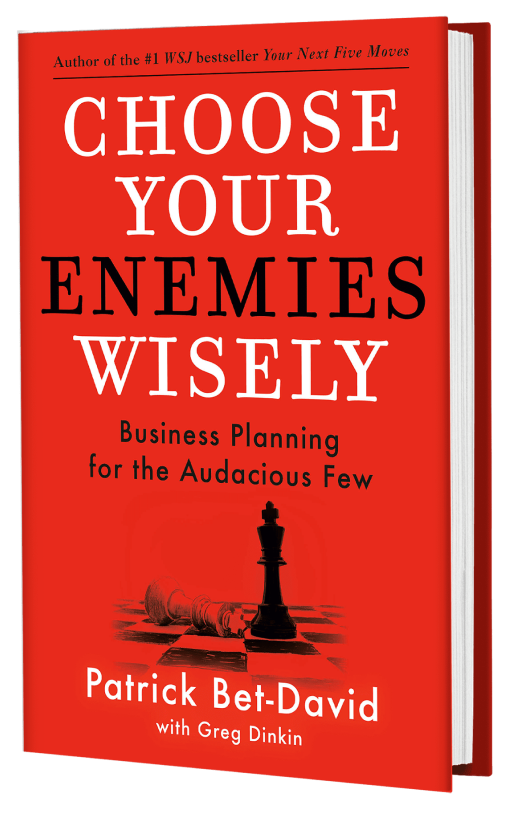 Author of the #1 WSJ bestseller Your Next Five Moves
CHOOSE
YOUR
ENEMIES
WISELY
Business Planning
for the Audacious Few
Patrick Bet-David
with Greg Dinkin